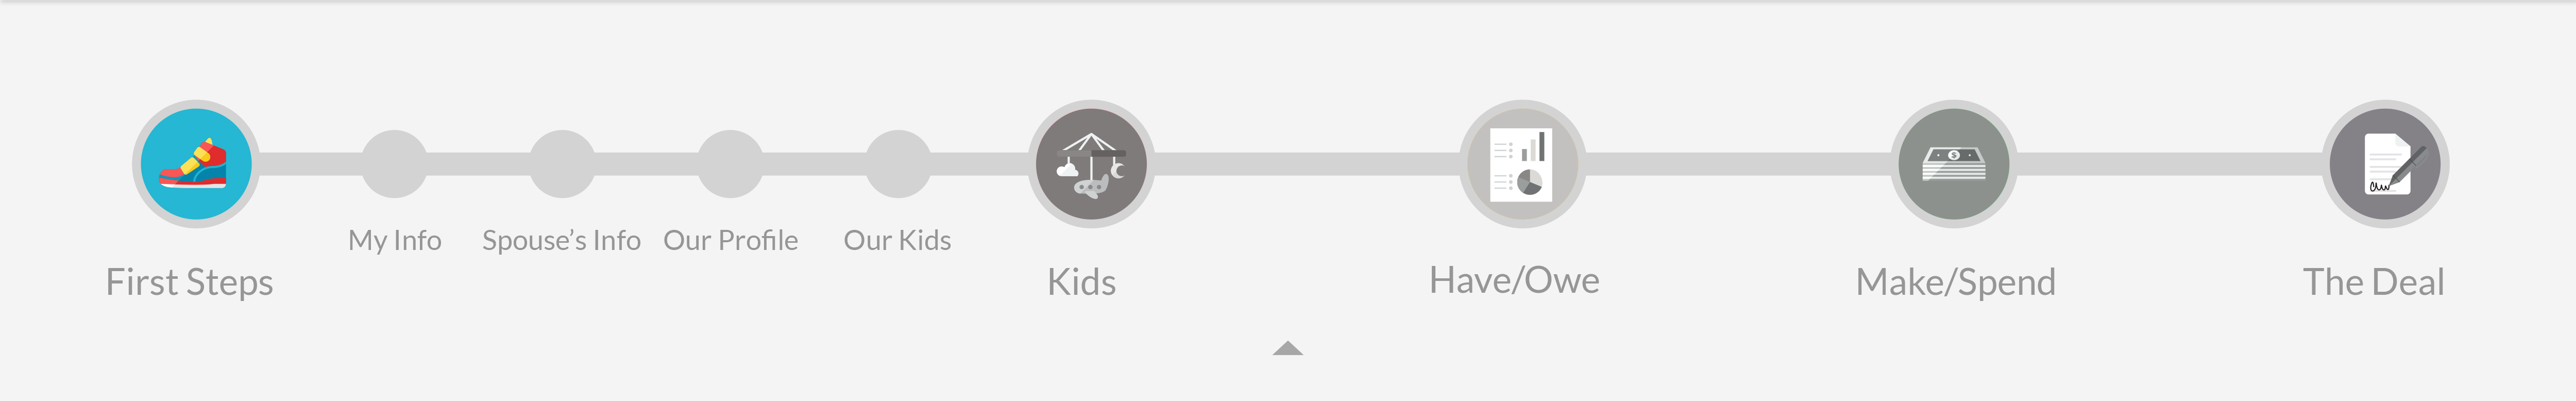 My Info
Spouse's Info
Our Profile
Our Kids
First Steps
Kids
Have/Owe
Make/Spend
The Deal